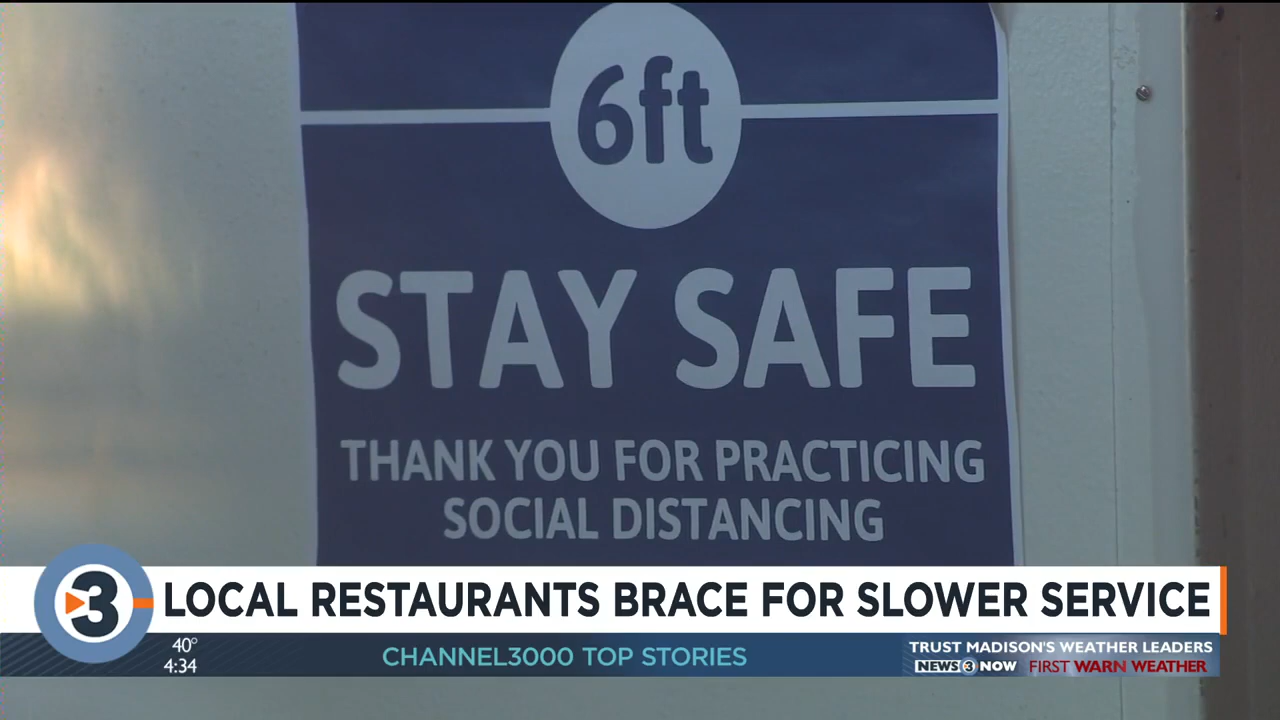 6ft
STAY SAFE
THANK YOU FOR PRACTICING
SOCIAL DISTANCING
3
LOCAL RESTAURANTS BRACE FOR SLOWER SERVICE
40°
4:34
CHANNEL3000 TOP STORIES
TRUST MADISON'S WEATHER LEADERS
NEWS 3 NOW FIRST WARN WEATHER